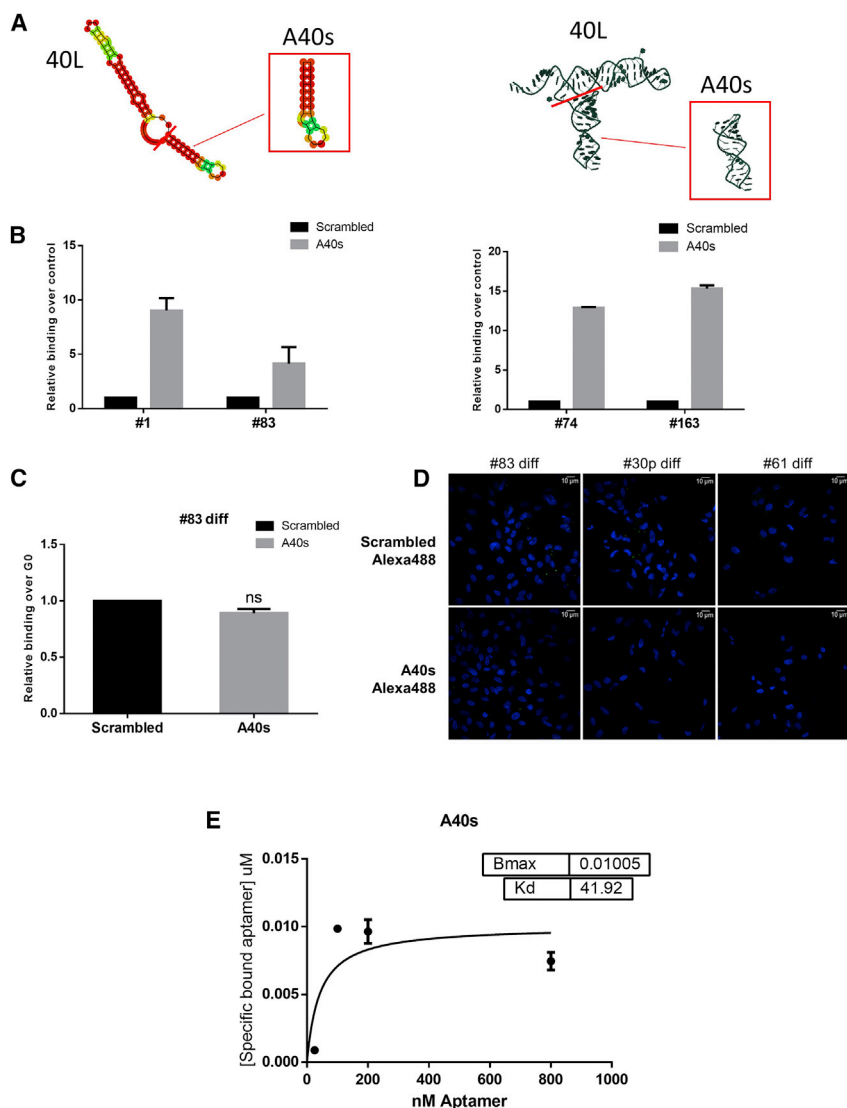 A
40L
A40s
40L
A40s
B
Scrambled
A40s
Relative binding over control
15
10
5
0
#1
#83
Scrambled
A40s
Relative binding over control
20
15
10
5
0
#74
#163
C
#83 diff
Scrambled
A40s
Relative binding over G0
1.5
1.0
0.5
0.0
ns
Scrambled
A40s
D
#83 diff
#30p diff
#61 diff
Scrambled
Alexa488
10 µm
10 µm
10 µm
A40s
Alexa488
10 µm
10 µm
10 µm
E
A40s
[Specific bound aptamer] uM
0.015
0.010
0.005
0.000
Bmax 0.01005
Kd 41.92
0 200 400 600 800 1000
nM Aptamer